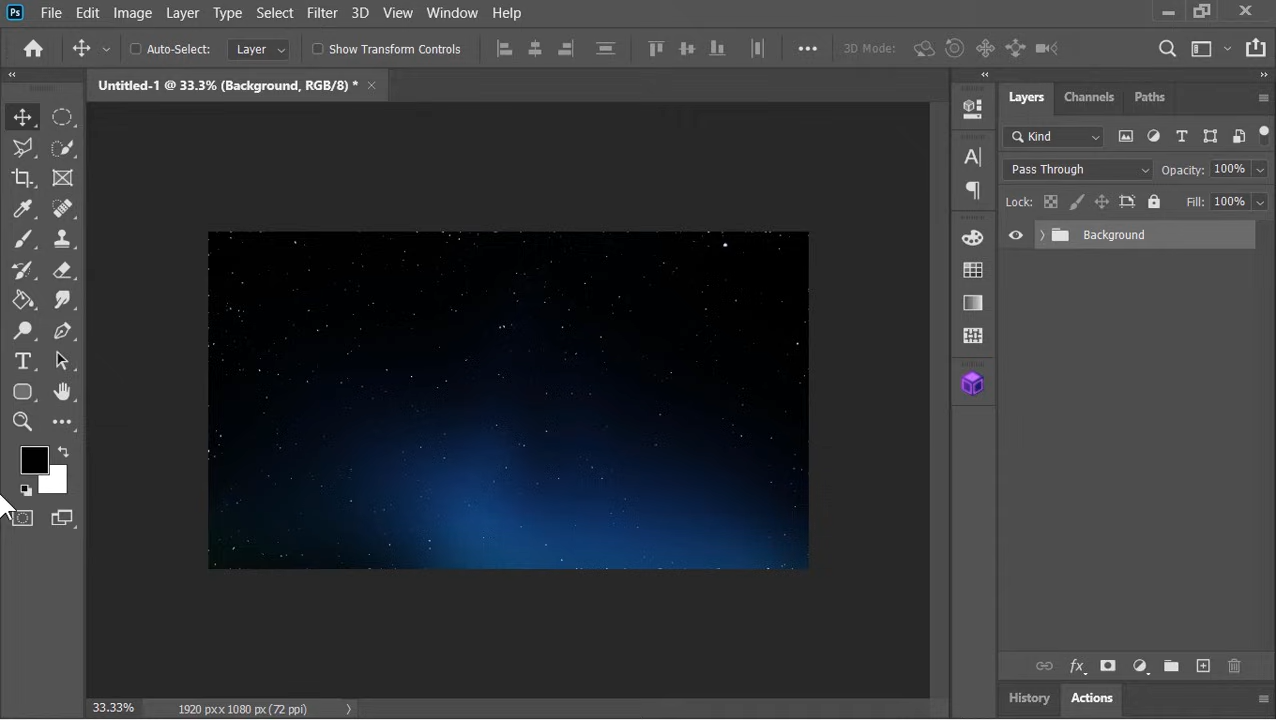 Ps File Edit Image Layer Type Select Filter 3D View Window Help
Auto-Select: Layer Show Transform Controls 3D Mode:
Untitled-1 @ 33.3% (Background, RGB/8) *
Layers Channels Paths
Kind
Pass Through Opacity: 100%
Lock: Fill: 100%
Background
33.33% 1920 px x 1080 px (72 ppi)
History Actions